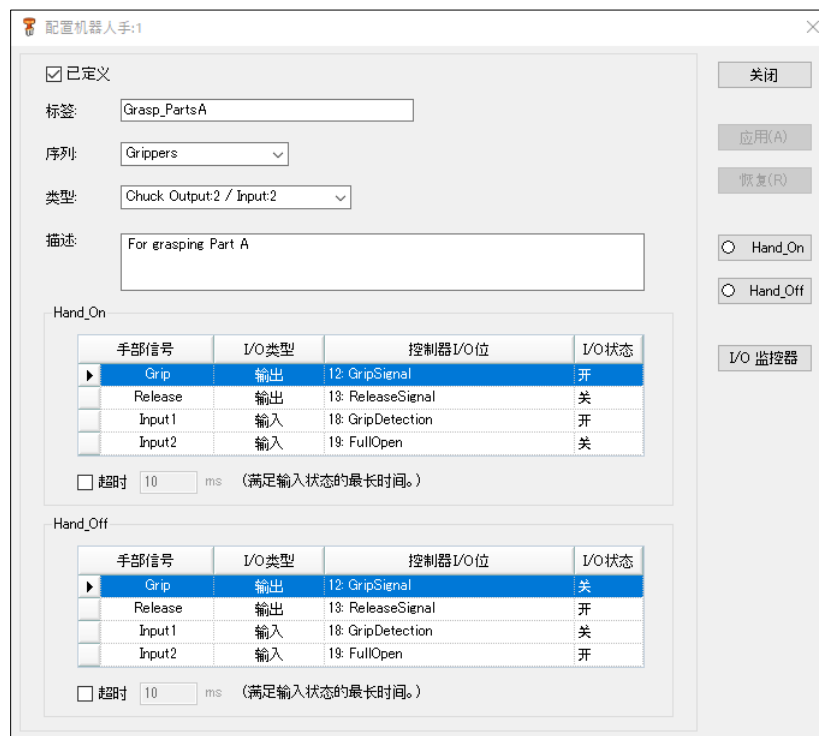 配置机器人手:1
已定义
关闭
标签: Grasp_PartsA
应用(A)
序列: Grippers
恢复(R)
类型: Chuck Output:2 / Input:2
描述: For grasping Part A
Hand_On
Hand_Off
Hand_On
I/O 监控器
手部信号 I/O类型 控制器I/O位 I/O状态
Grip 输出 12: GripSignal 开
Release 输出 13: ReleaseSignal 关
Input1 输入 18: GripDetection 开
Input2 输入 19: FullOpen 关
超时 10 ms (满足输入状态的最长时间。)
Hand_Off
手部信号 I/O类型 控制器I/O位 I/O状态
Grip 输出 12: GripSignal 关
Release 输出 13: ReleaseSignal 开
Input1 输入 18: GripDetection 关
Input2 输入 19: FullOpen 开
超时 10 ms (满足输入状态的最长时间。)